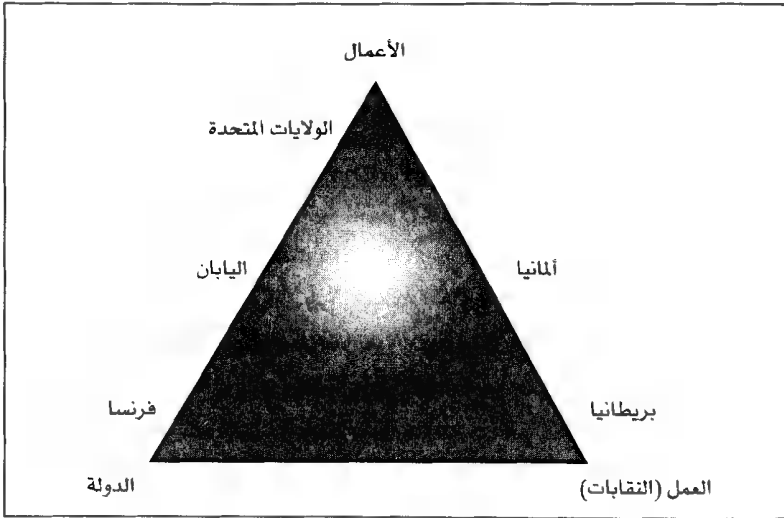 الأعمال
الولايات المتحدة
اليابان
ألمانيا
فرنسا
بريطانيا
الدولة
العمل (النقابات)